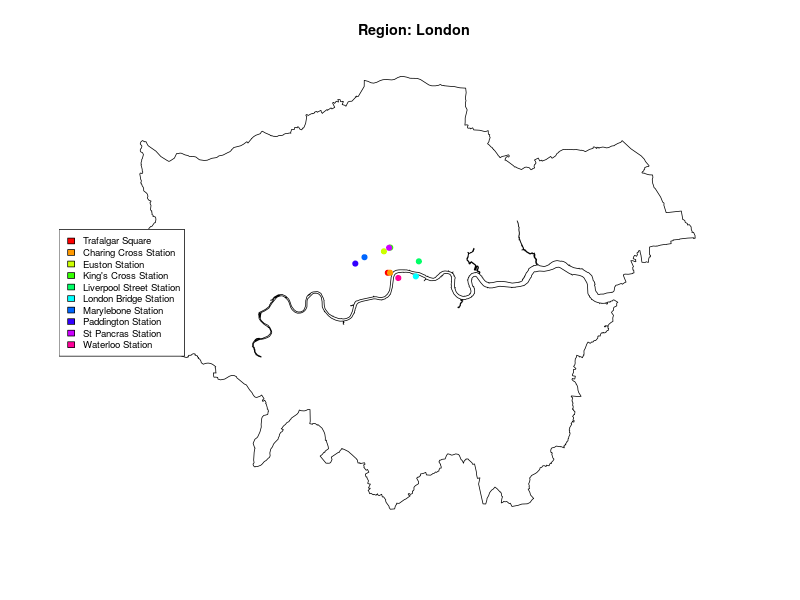 Region: London
Trafalgar Square
Charing Cross Station
Euston Station
King's Cross Station
Liverpool Street Station
London Bridge Station
Marylebone Station
Paddington Station
St Pancras Station
Waterloo Station